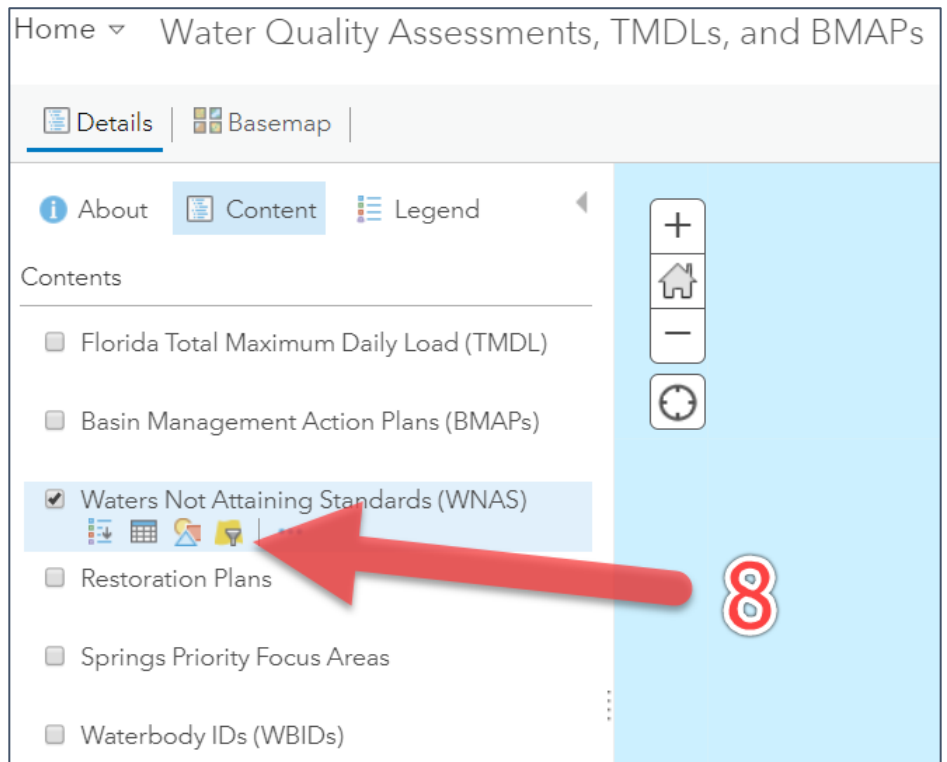 Home Water Quality Assessments, TMDLs, and BMAPs
Details Basemap
About Content Legend
Contents
Florida Total Maximum Daily Load (TMDL)
Basin Management Action Plans (BMAPs)
Waters Not Attaining Standards (WNAS)
Restoration Plans
8
Springs Priority Focus Areas
Waterbody IDs (WBIDs)